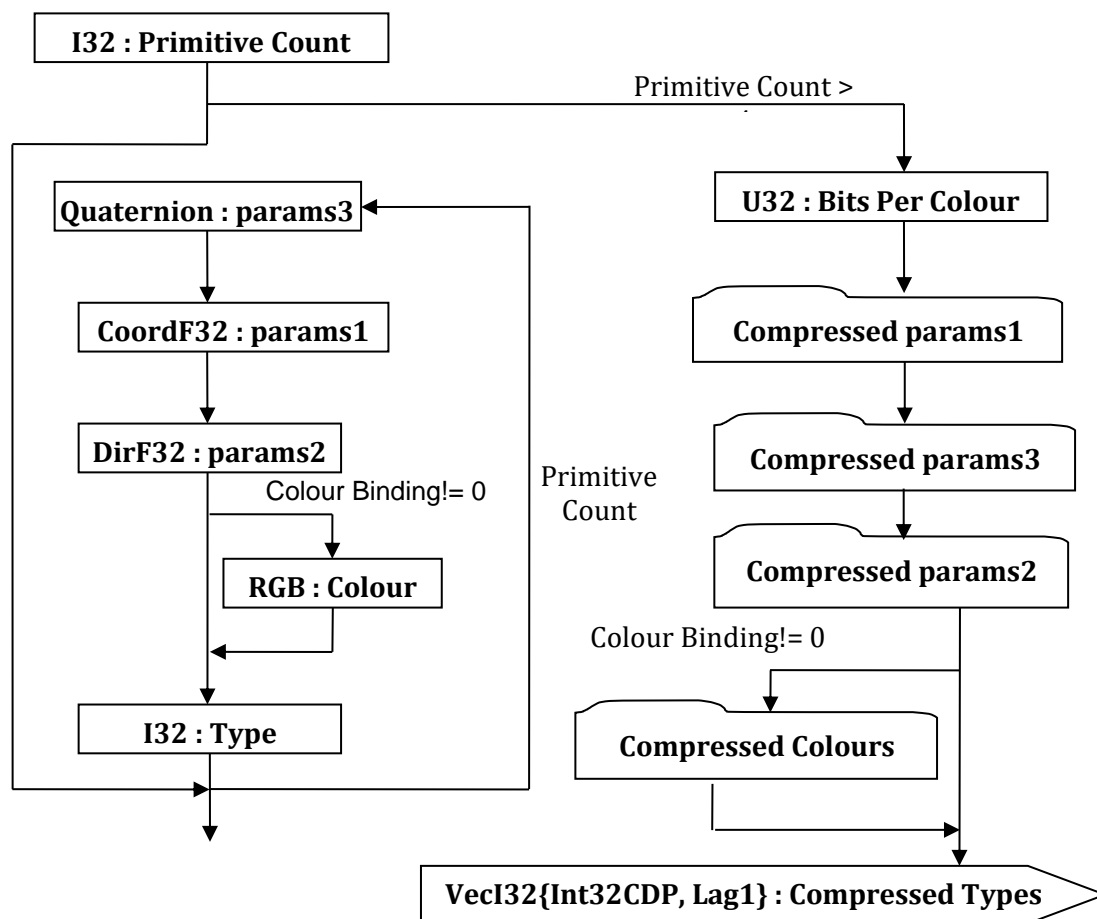 I32 : Primitive Count
Primitive Count >
Quaternion : params3
U32 : Bits Per Colour
CoordF32 : params1
Compressed params1
DirF32 : params2
Compressed params3
Colour Binding!= 0
Primitive
Count
RGB : Colour
Compressed params2
Colour Binding!= 0
I32 : Type
Compressed Colours
VecI32{Int32CDP, Lag1} : Compressed Types